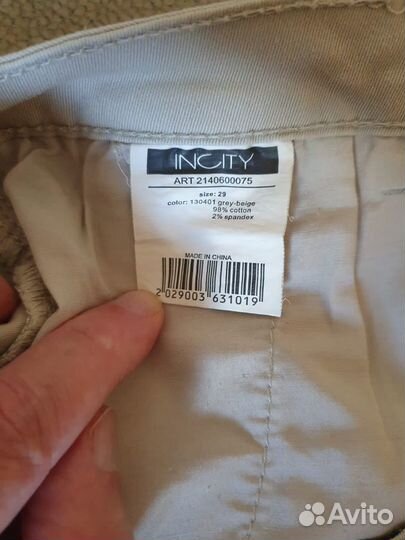 INCITY
ART 2140600075
size: 29
color: 130401 grey-beige
98% cotton
2% spandex
MADE IN CHINA
2 029003 631019
Avito